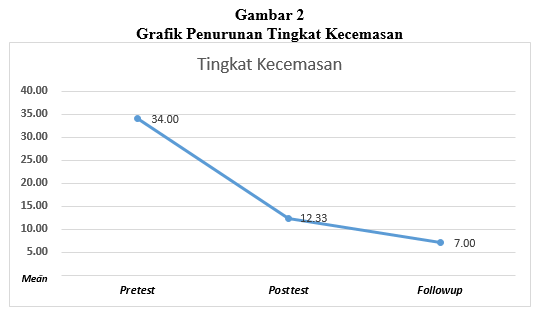 Gambar 2
Grafik Penurunan Tingkat Kecemasan
Tingkat Kecemasan
40.00
35.00
34.00
30.00
25.00
20.00
15.00
12.33
10.00
7.00
5.00
Mean
Pretest Posttest Followup